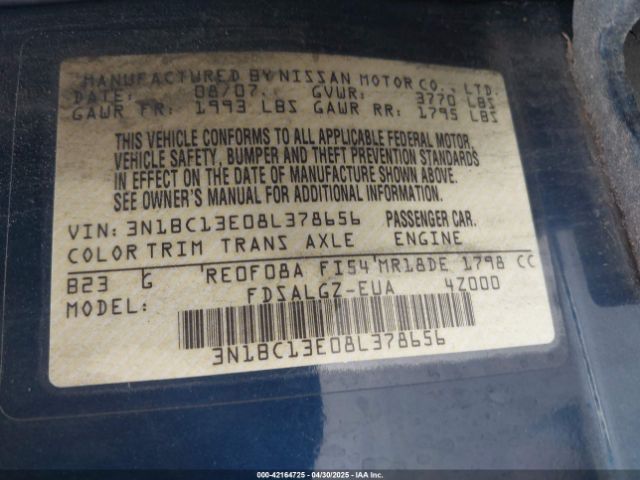 MANUFACTURED BY NISSAN MOTOR CO., LTD.
DATE: 08/07 GVWR: 3770 LBS
GAWR FR: 1993 LBS GAWR RR: 1795 LBS
THIS VEHICLE CONFORMS TO ALL APPLICABLE FEDERAL MOTOR
VEHICLE SAFETY, BUMPER AND THEFT PREVENTION STANDARDS
IN EFFECT ON THE DATE OF MANUFACTURE SHOWN ABOVE.
SEE OWNER'S MANUAL FOR ADDITIONAL INFORMATION.
VIN: 3N1BC13E08L378656 PASSENGER CAR.
COLOR TRIM TRANS AXLE ENGINE
B23 G RE0F08A FI54 MR18DE 1798 CC
MODEL: FDSALGZ-EUA 4Z000
3N1BC13E08L378656
000-42164725 - 04/30/2025 - IAA Inc.